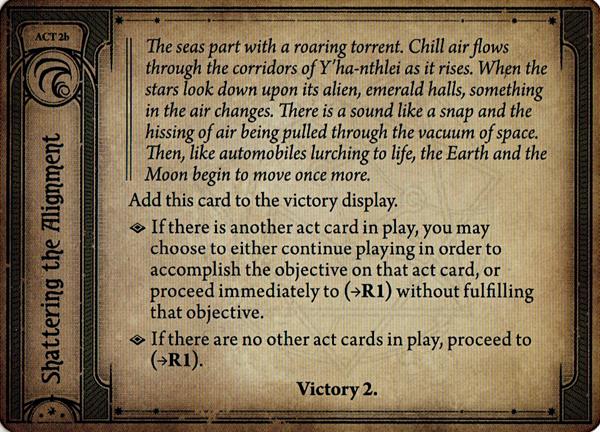 ACT 2b
Shattering the Alignment
The seas part with a roaring torrent. Chill air flows
through the corridors of Y'ha-nthlei as it rises. When the
stars look down upon its alien, emerald halls, something
in the air changes. There is a sound like a snap and the
hissing of air being pulled through the vacuum of space.
Then, like automobiles lurching to life, the Earth and the
Moon begin to move once more.
Add this card to the victory display.
If there is another act card in play, you may
choose to either continue playing in order to
accomplish the objective on that act card, or
proceed immediately to (→R1) without fulfilling
that objective.
If there are no other act cards in play, proceed to
(→R1).
Victory 2.